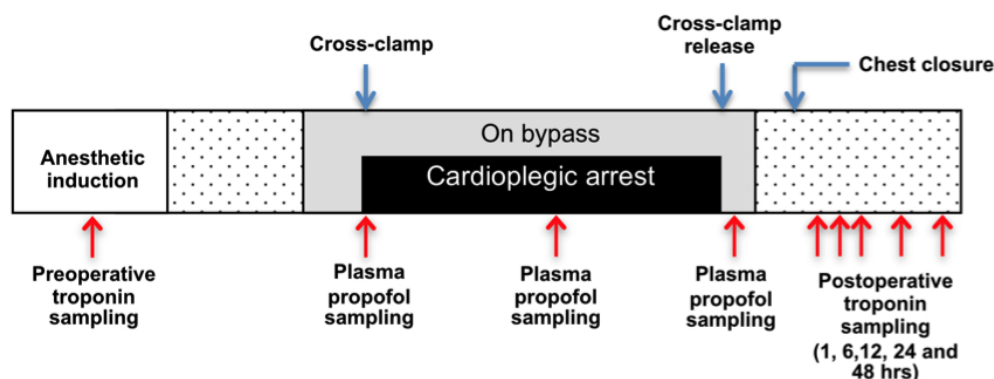 Cross-clamp
Cross-clamp
release
Chest closure
On bypass
Cardioplegic arrest
Anesthetic
induction
Preoperative
troponin
sampling
Plasma
propofol
sampling
Plasma
propofol
sampling
Plasma
propofol
sampling
Postoperative
troponin
sampling
(1, 6,12, 24 and
48 hrs)